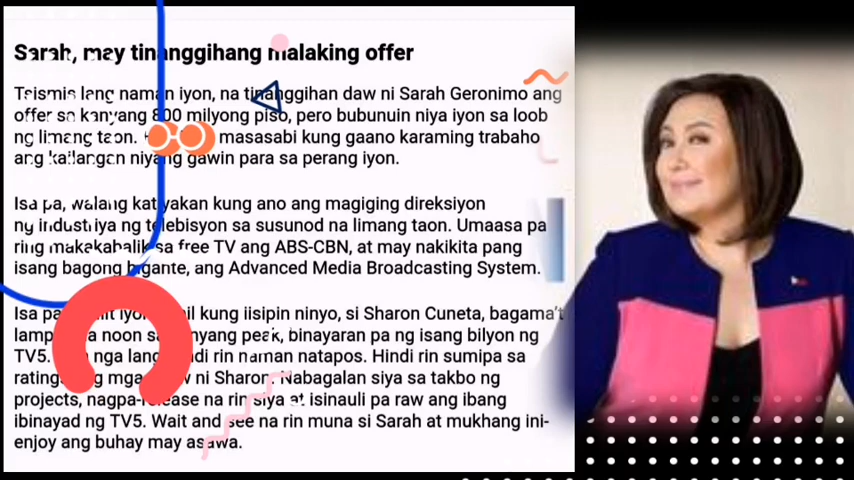 Sarah, may tinanggihang malaking offer
Tsismis lang naman iyon, na tinanggihan daw ni Sarah Geronimo ang
offer sa kanyang 800 milyong piso, pero bubunuin niya iyon sa loob
ng limang taon. masasabi kung gaano karaming trabaho
ang kailangan niyang gawin para sa perang iyon.
Isa pa, walang katiyakan kung ano ang magiging direksiyon
ng industriya ng telebisyon sa susunod na limang taon. Umaasa pa
ring makakabalik sa free TV ang ABS-CBN, at may nakikita pang
isang bagong higante, ang Advanced Media Broadcasting System.
Isa pa iyon kung iisipin ninyo, si Sharon Cuneta, bagama't
noon sa peak, binayaran pa ng isang bilyon ng
TV5. nga lang rin naman natapos. Hindi rin sumipa sa
ng mga ni Sharon. Nabagalan siya sa takbo ng
projects, nagpa-release na rin siya at isinauli pa raw ang ibang
ibinayad ng TV5. Wait and see na rin muna si Sarah at mukhang ini-
enjoy ang buhay may asawa.